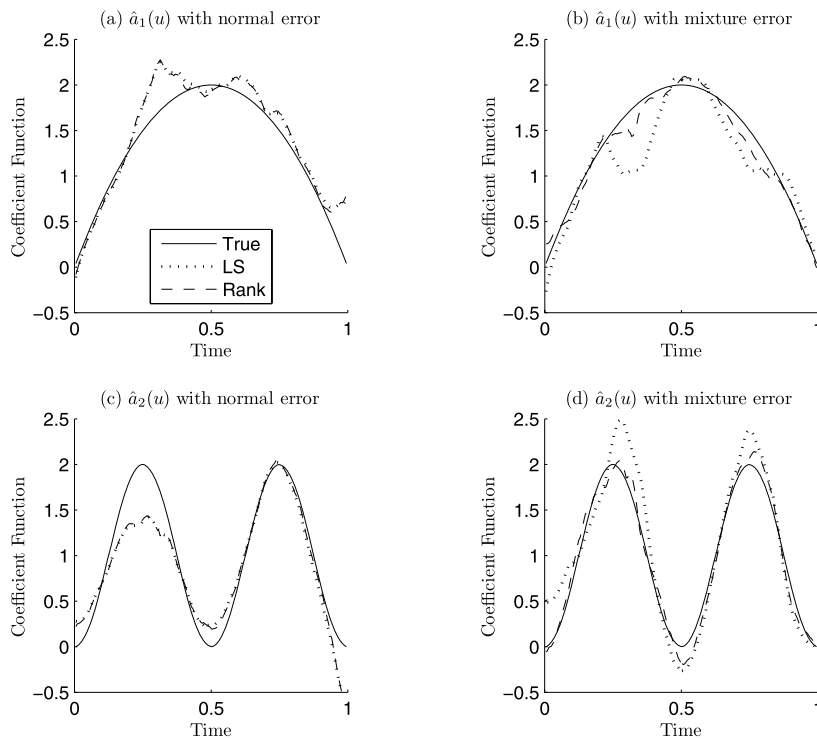 (a) â₁(u) with normal error
2.5
2
1.5
1
0.5
0
−0.5
Coefficient Function
True
LS
Rank
0
0.5
1
Time
(b) â₁(u) with mixture error
2.5
2
1.5
1
0.5
0
−0.5
Coefficient Function
0
0.5
1
Time
(c) â₂(u) with normal error
2.5
2
1.5
1
0.5
0
−0.5
Coefficient Function
0
0.5
1
Time
(d) â₂(u) with mixture error
2.5
2
1.5
1
0.5
0
−0.5
Coefficient Function
0
0.5
1
Time